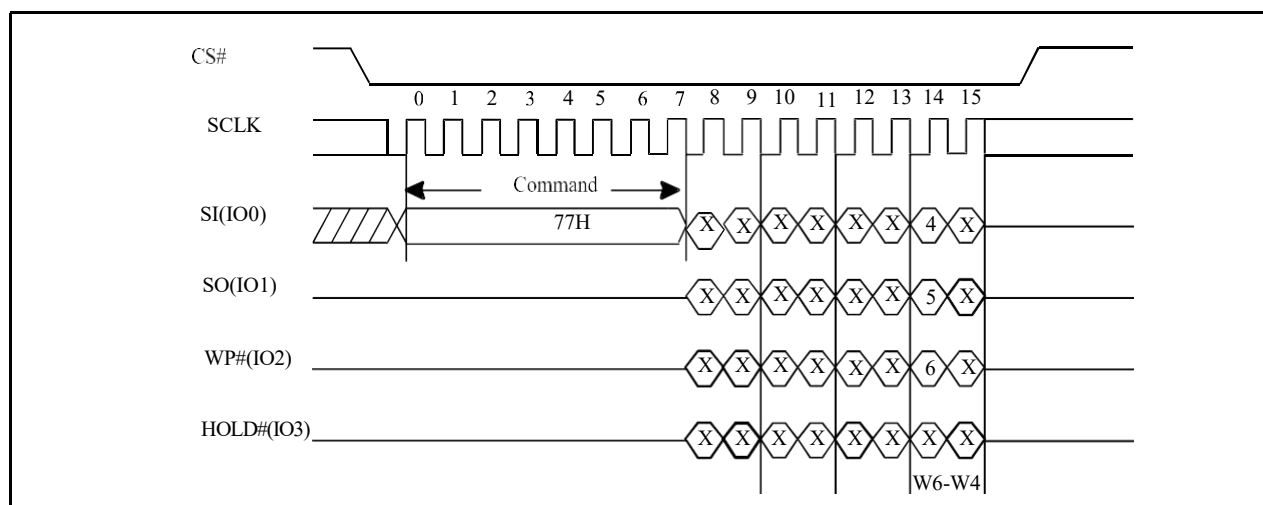 CS#
0 1 2 3 4 5 6 7 8 9 10 11 12 13 14 15
SCLK
Command
SI(IO0) 77H X X X X X X 4 X
SO(IO1) X X X X X X 5 X
WP#(IO2) X X X X X X 6 X
HOLD#(IO3) X X X X X X X X
W6-W4